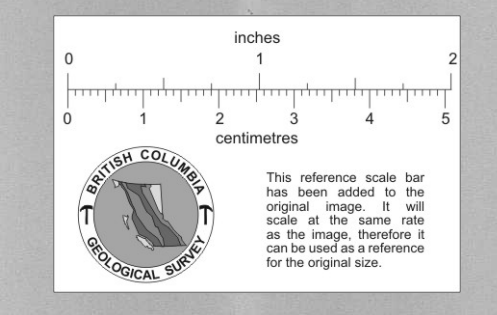 inches
0 1 2
0 1 2 3 4 5
centimetres
BRITISH COLUMBIA
GEOLOGICAL SURVEY
This reference scale bar
has been added to the
original image. It will
scale at the same rate
as the image, therefore it
can be used as a reference
for the original size.